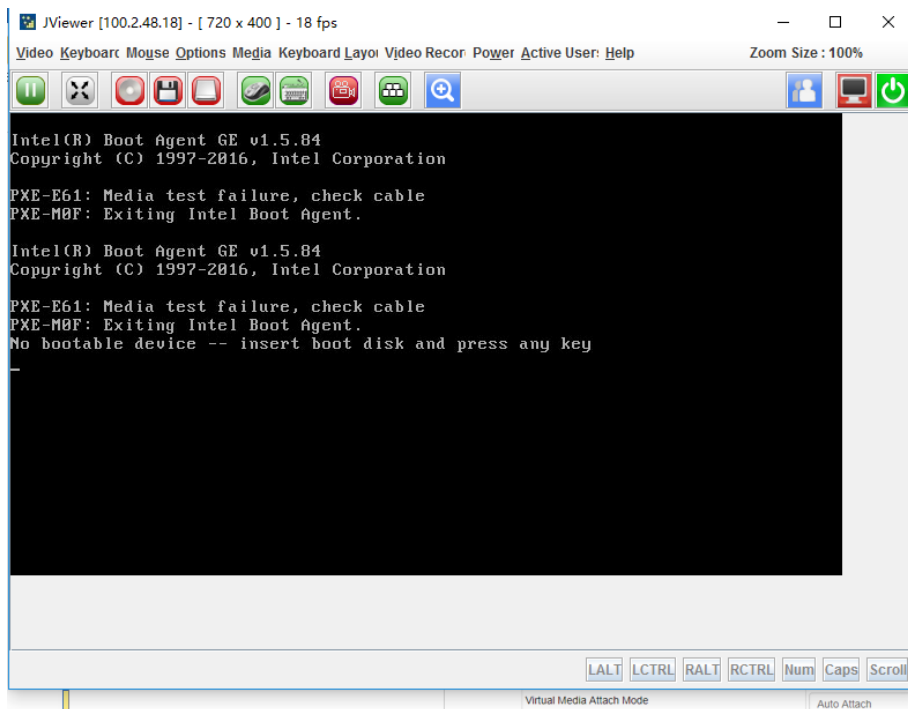 JViewer [100.2.48.18] - [ 720 x 400 ] - 18 fps
Video Keyboarc Mouse Options Media Keyboard Layou Video Recor Power Active User: Help Zoom Size : 100%
Intel(R) Boot Agent GE v1.5.84
Copyright (C) 1997-2016, Intel Corporation
PXE-E61: Media test failure, check cable
PXE-M0F: Exiting Intel Boot Agent.
Intel(R) Boot Agent GE v1.5.84
Copyright (C) 1997-2016, Intel Corporation
PXE-E61: Media test failure, check cable
PXE-M0F: Exiting Intel Boot Agent.
No bootable device -- insert boot disk and press any key
LALT LCTRL RALT RCTRL Num Caps Scroll
Virtual Media Attach Mode Auto Attach